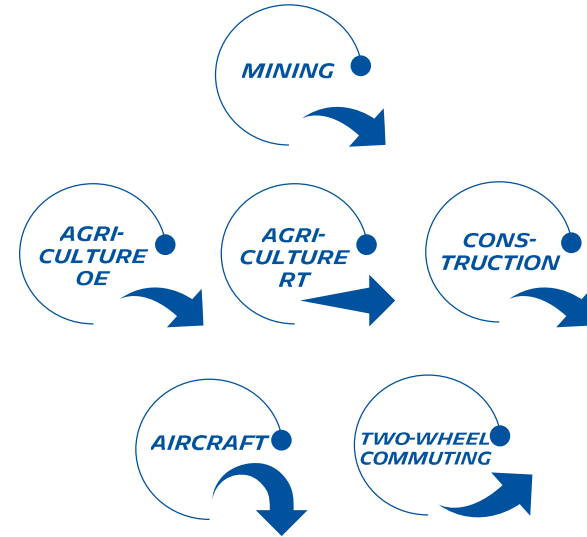 MINING
AGRI-
CULTURE
OE
AGRI-
CULTURE
RT
CONS-
TRUCTION
AIRCRAFT
TWO-WHEEL
COMMUTING